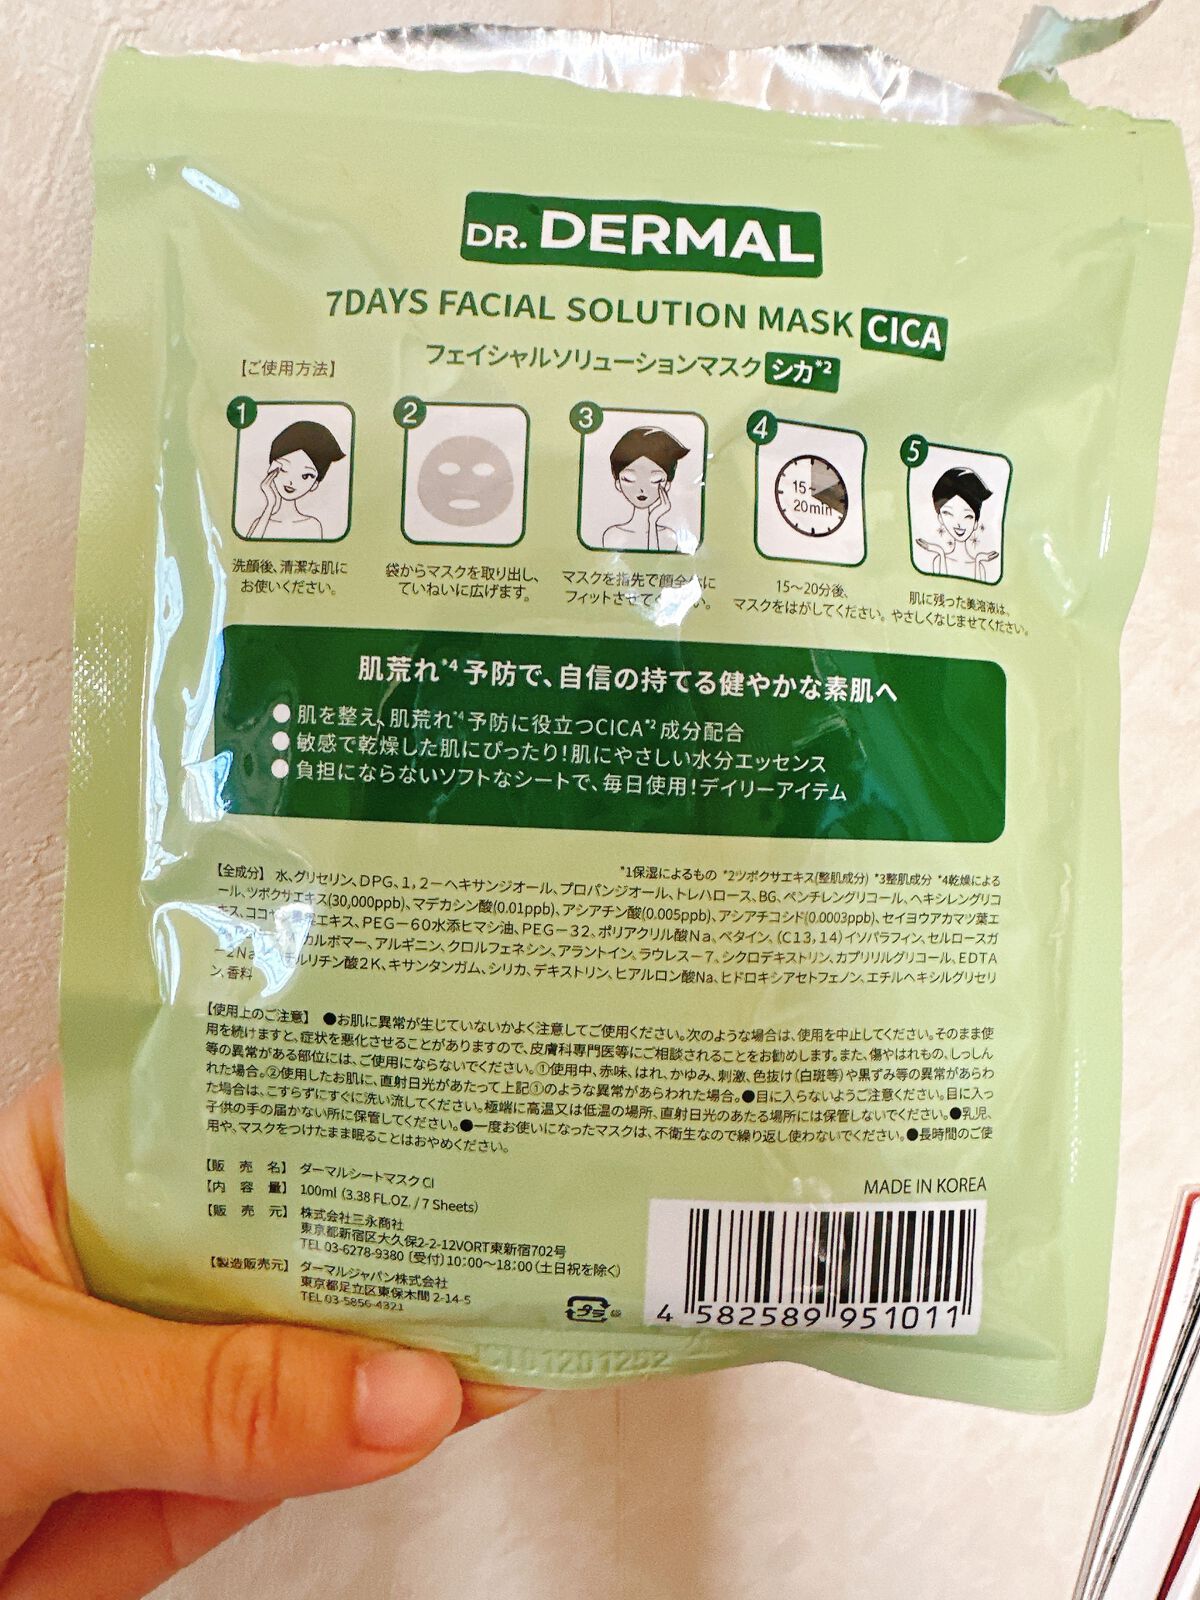 DR. DERMAL
7DAYS FACIAL SOLUTION MASK CICA
フェイシャルソリューションマスク シカ*2
【ご使用方法】
1
2
3
4
5
15~
20min
洗顔後、清潔な肌に
お使いください。
袋からマスクを取り出し、
ていねいに広げます。
マスクを指先で顔全体に
フィットさせてください。
15〜20分後、
マスクをはがしてください。
肌に残った美溶液は、
やさしくなじませてください。
肌荒れ*4予防で、自信の持てる健やかな素肌へ
●肌を整え、肌荒れ*4予防に役立つCICA*2成分配合
●敏感で乾燥した肌にぴったり!肌にやさしい水分エッセンス
●負担にならないソフトなシートで、毎日使用!デイリーアイテム
*1保湿によるもの *2ツボクサエキス(整肌成分) *3整肌成分 *4乾燥による
【全成分】 水、グリセリン、DPG、1,2-ヘキサンジオール、プロパンジオール、トレハロース、BG、ペンチレングリコール、ヘキシレングリコ
ール、ツボクサエキス(30,000ppb)、マデカシン酸(0.01ppb)、アシアチン酸(0.005ppb)、アシアチコシド(0.0003ppb)、セイヨウアカマツ葉エ
キス、ココヤシ果実エキス、PEG-60水添ヒマシ油、PEG-32、ポリアクリル酸Na、ベタイン、(C13,14)イソパラフィン、セルロースガ
カルボマー、アルギニン、クロルフェネシン、アラントイン、ラウレス-7、シクロデキストリン、カプリリルグリコール、EDTA
-2Na、 チルリチン酸2K、キサンタンガム、シリカ、デキストリン、ヒアルロン酸Na、ヒドロキシアセトフェノン、エチルヘキシルグリセリ
ン、香料
【使用上のご注意】 ●お肌に異常が生じていないかよく注意してご使用ください。次のような場合は、使用を中止してください。そのまま使
用を続けますと、症状を悪化させることがありますので、皮膚科専門医等にご相談されることをお勧めします。また、傷やはれもの、しっしん
等の異常がある部位には、ご使用にならないでください。①使用中、赤味、はれ、かゆみ、刺激、色抜け(白斑等)や黒ずみ等の異常があらわ
れた場合。②使用したお肌に、直射日光があたって上記①のような異常があらわれた場合。●目に入らないようご注意ください。目に入っ
た場合は、こすらずにすぐに洗い流してください。極端に高温又は低温の場所、直射日光のあたる場所には保管しないでください。●乳児、
子供の手の届かない所に保管してください。●一度お使いになったマスクは、不衛生なので繰り返し使わないでください。●長時間のご使
用や、マスクをつけたまま眠ることはおやめください。
【販 売 名】 ダーマルシートマスク CI
【内 容 量】 100ml (3.38 FL.OZ. / 7 Sheets)
【販 売 元】 株式会社三永商社
東京都新宿区大久保2-2-12VORT東新宿702号
TEL 03-6278-9380 〔受付〕10:00〜18:00(土日祝を除く)
【製造販売元】 ダーマルジャパン株式会社
東京都足立区東保木間 2-14-5
TEL 03-5856-4321
MADE IN KOREA
プラ
4 582589 951011